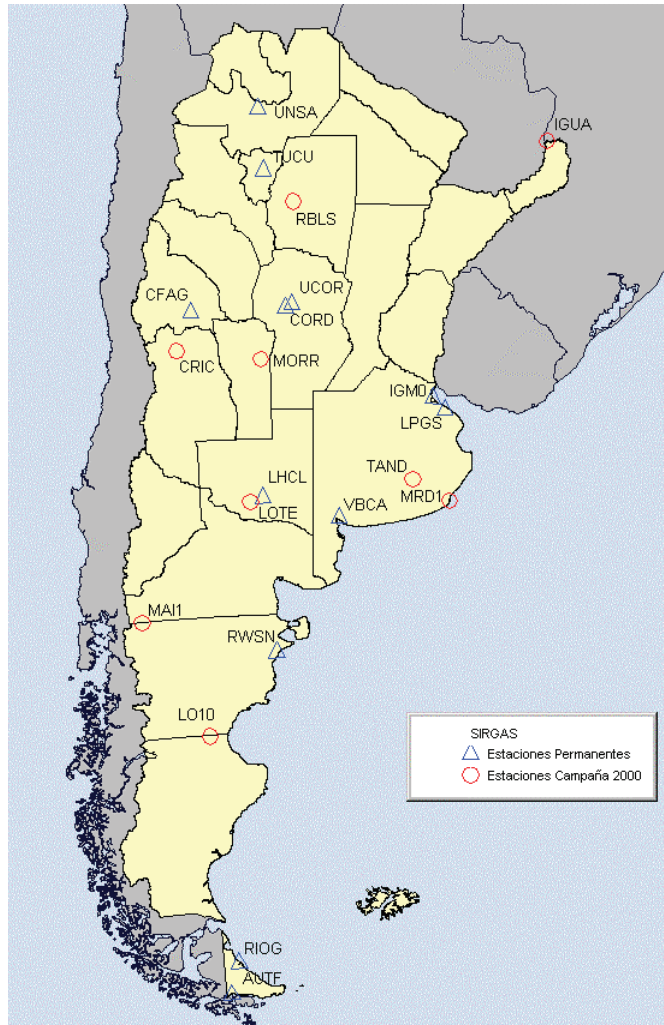 UNSA
IGUA
TUCU
RBLS
CFAG
UCOR
CORD
CRIC
MORR
IGM0
LPGS
TAND
LHCL
MRD1
LOTE
VBCA
MAI1
RWSN
LO10
SIRGAS
Estaciones Permanentes
Estaciones Campaña 2000
RIOG
AUTF